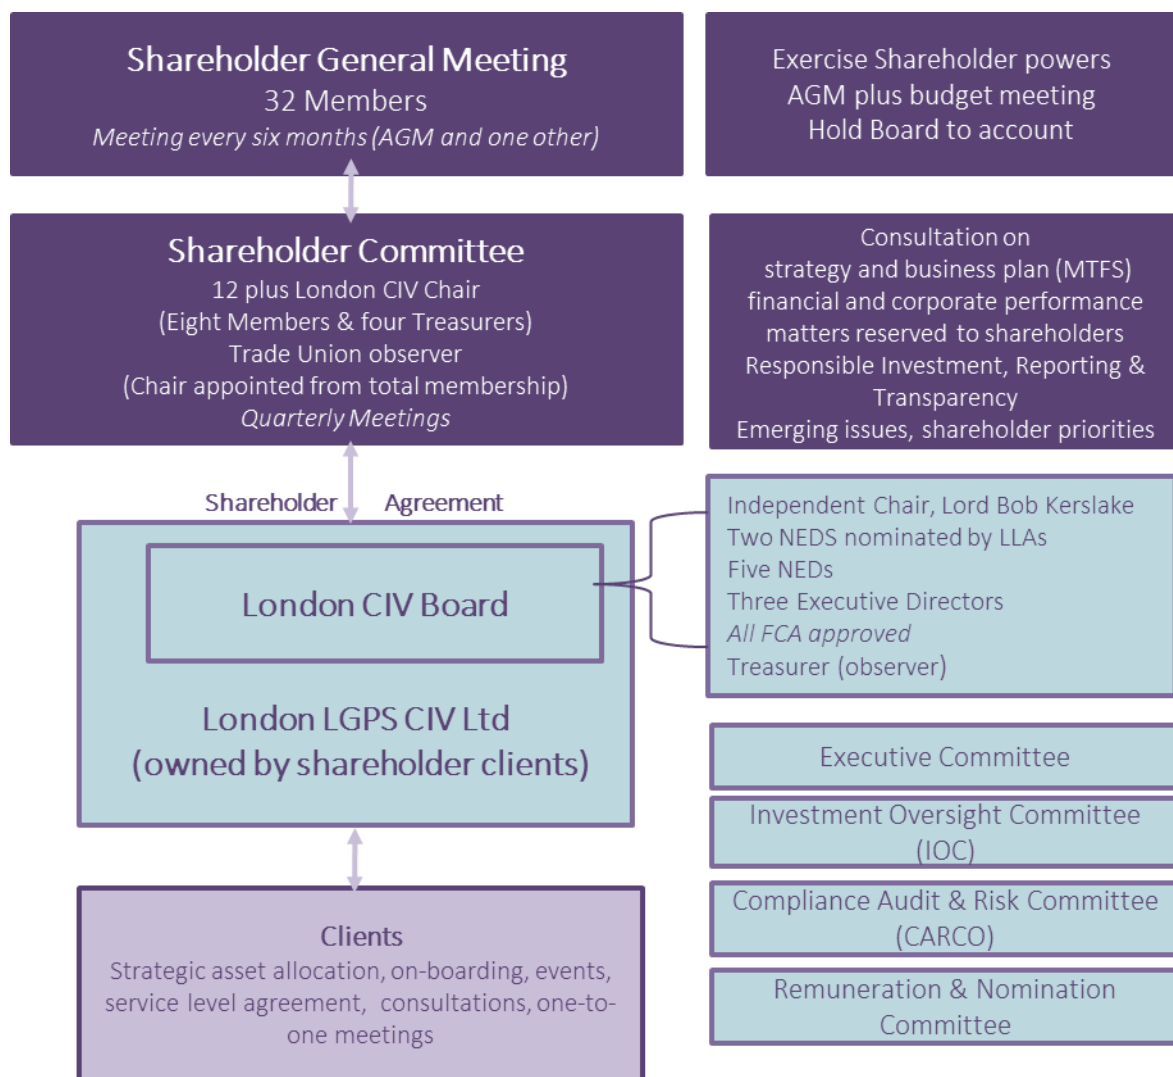 Shareholder General Meeting
32 Members
Meeting every six months (AGM and one other)
Exercise Shareholder powers
AGM plus budget meeting
Hold Board to account
Shareholder Committee
12 plus London CIV Chair
(Eight Members & four Treasurers)
Trade Union observer
(Chair appointed from total membership)
Quarterly Meetings
Consultation on
strategy and business plan (MTFS)
financial and corporate performance
matters reserved to shareholders
Responsible Investment, Reporting &
Transparency
Emerging issues, shareholder priorities
Shareholder Agreement
London CIV Board
London LGPS CIV Ltd
(owned by shareholder clients)
Independent Chair, Lord Bob Kerslake
Two NEDS nominated by LLAs
Five NEDs
Three Executive Directors
All FCA approved
Treasurer (observer)
Executive Committee
Investment Oversight Committee
(IOC)
Compliance Audit & Risk Committee
(CARCO)
Remuneration & Nomination
Committee
Clients
Strategic asset allocation, on-boarding, events,
service level agreement, consultations, one-to-
one meetings